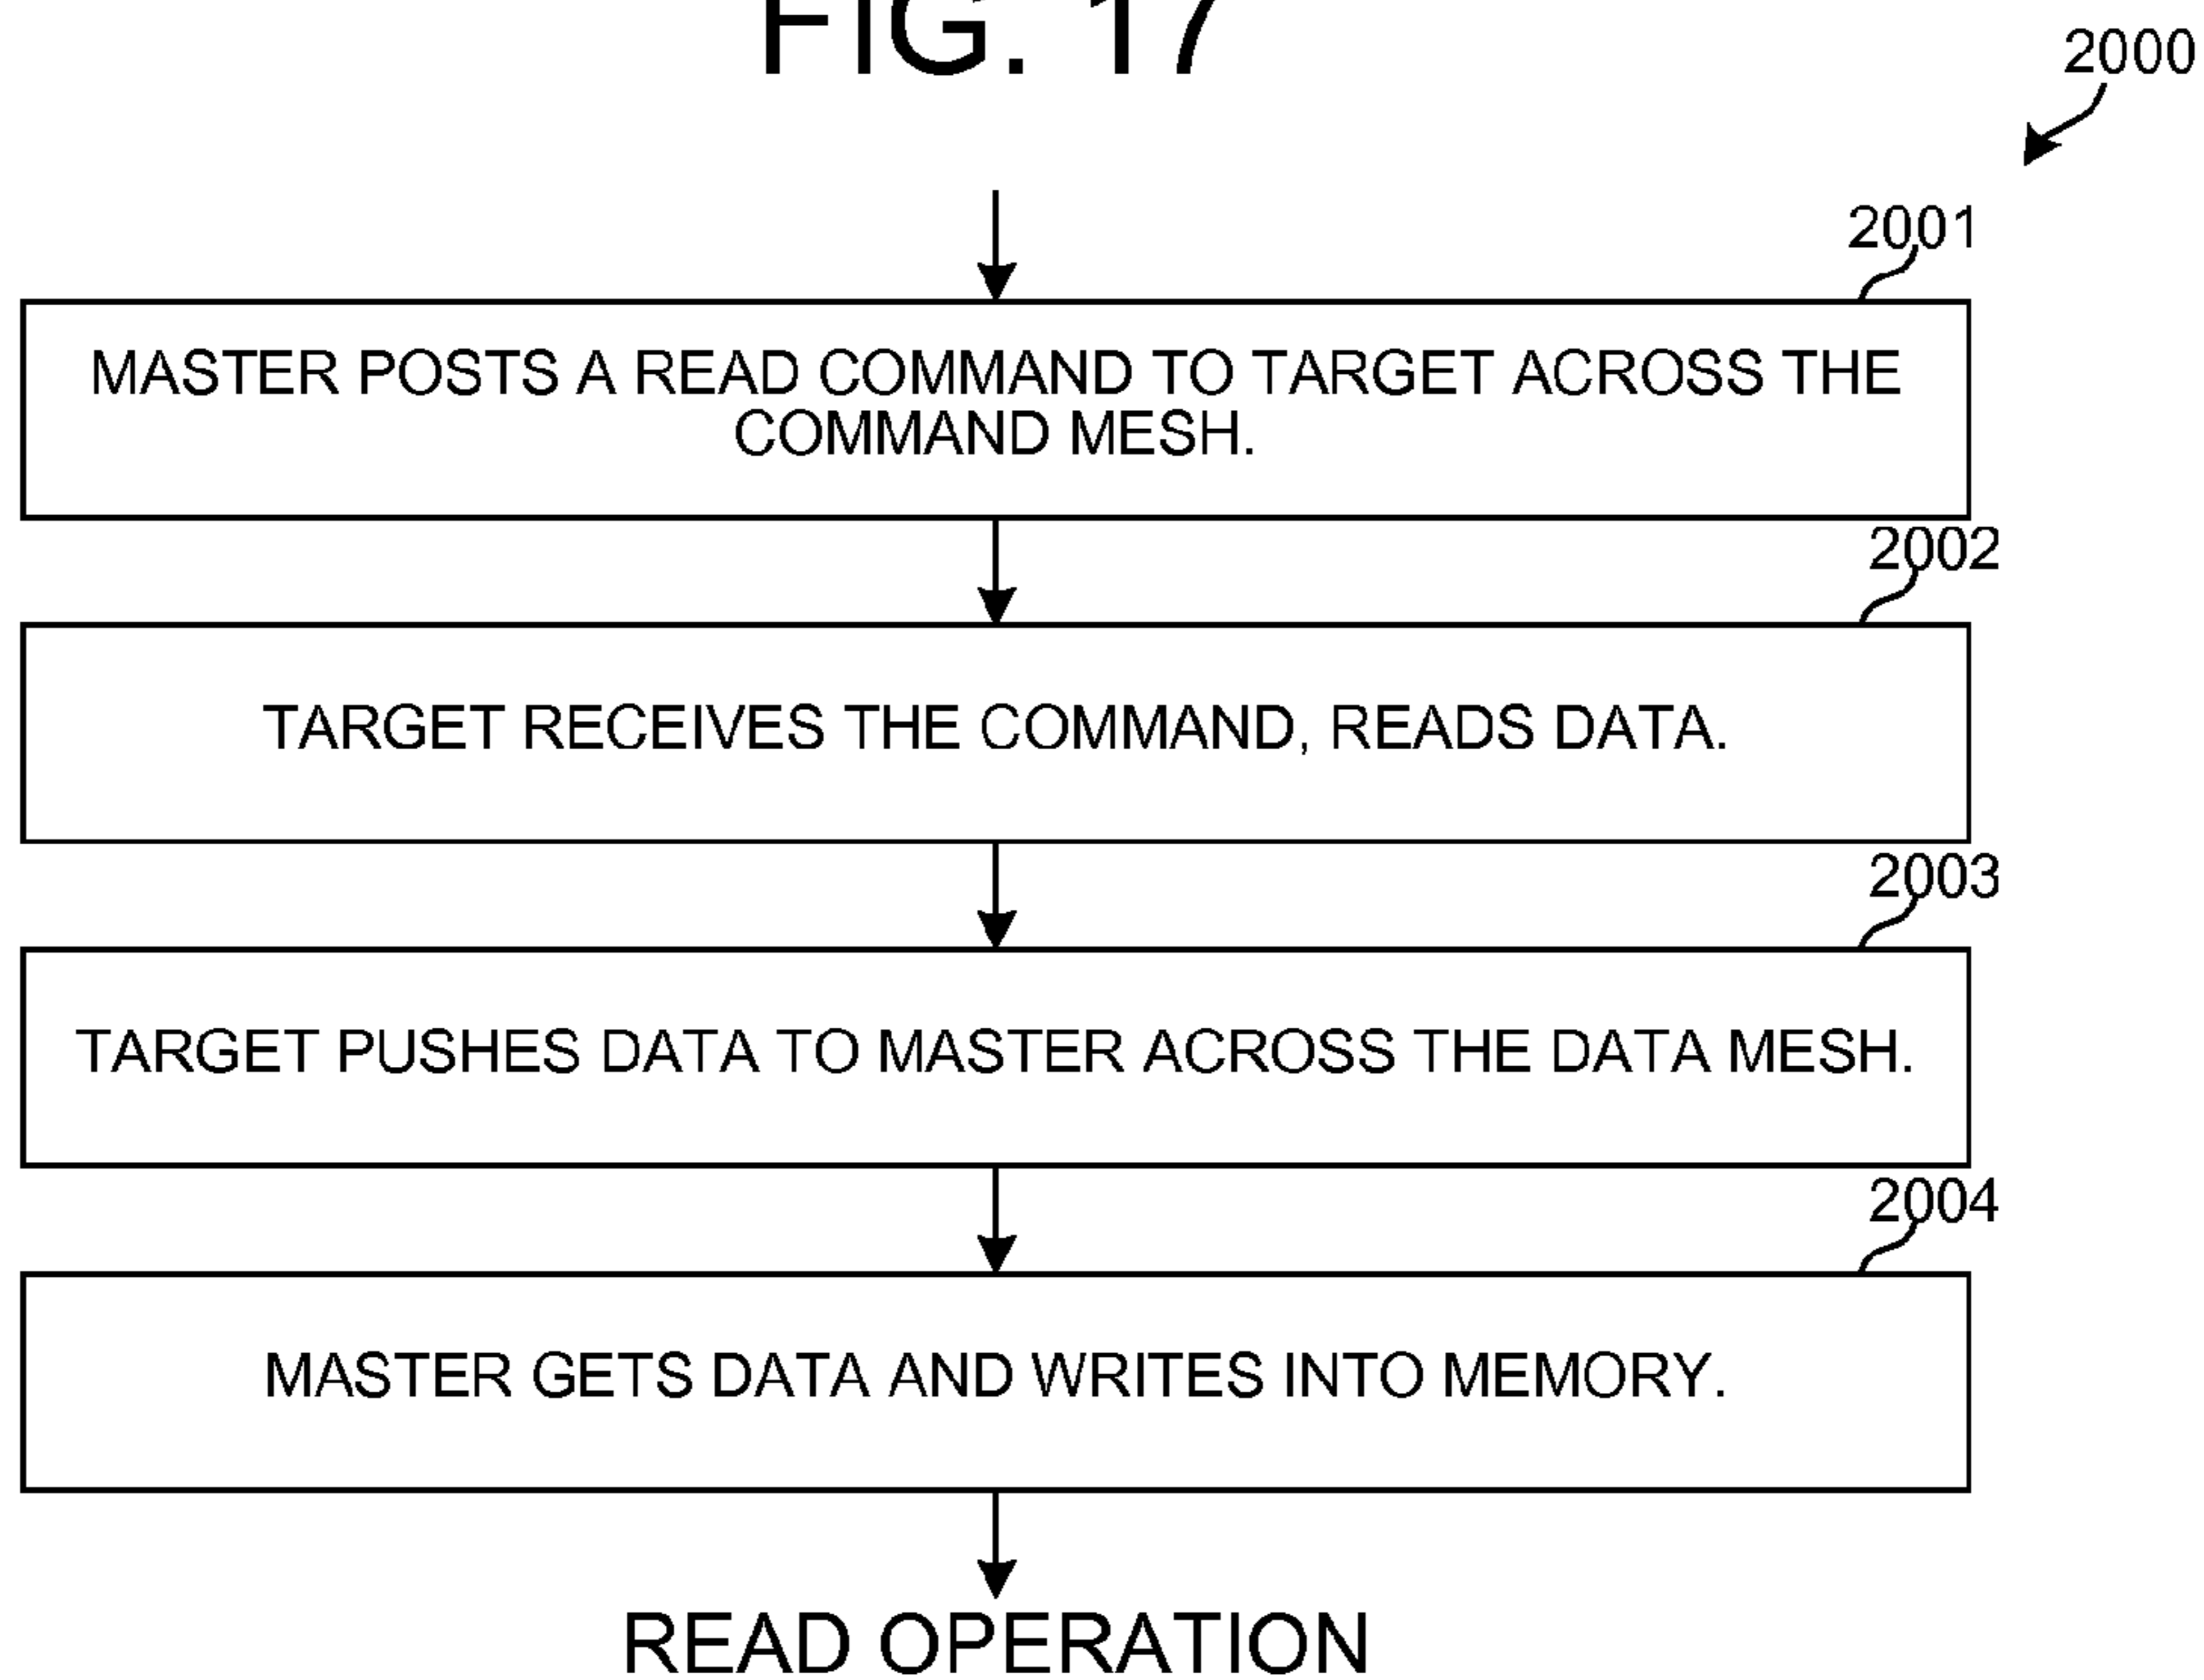 FIG. 17
2000
2001
MASTER POSTS A READ COMMAND TO TARGET ACROSS THE
COMMAND MESH.
2002
TARGET RECEIVES THE COMMAND, READS DATA.
2003
TARGET PUSHES DATA TO MASTER ACROSS THE DATA MESH.
2004
MASTER GETS DATA AND WRITES INTO MEMORY.
READ OPERATION